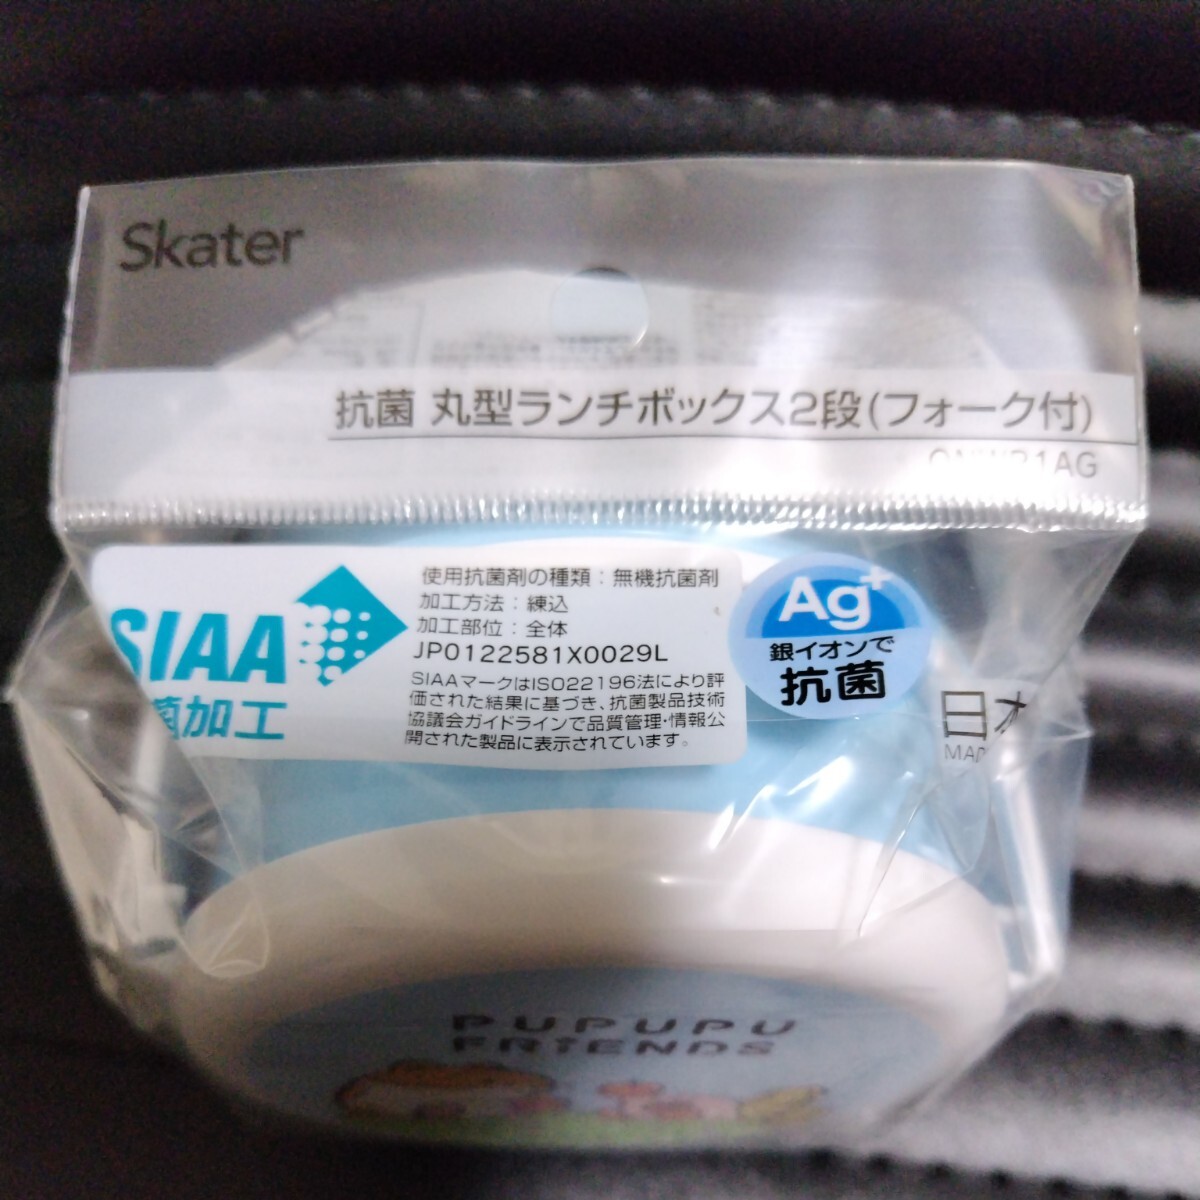 Skater
抗菌 丸型ランチボックス2段(フォーク付)
使用抗菌剤の種類：無機抗菌剤
加工方法：練込
加工部位：全体
JP0122581X0029L
SIAAマークはISO22196法により評
価された結果に基づき、抗菌製品技術
協議会ガイドラインで品質管理・情報公
開された製品に表示されています。
SIAA
菌加工
Ag+
銀イオンで
抗菌
日本
PUPUPU
FRiENDS